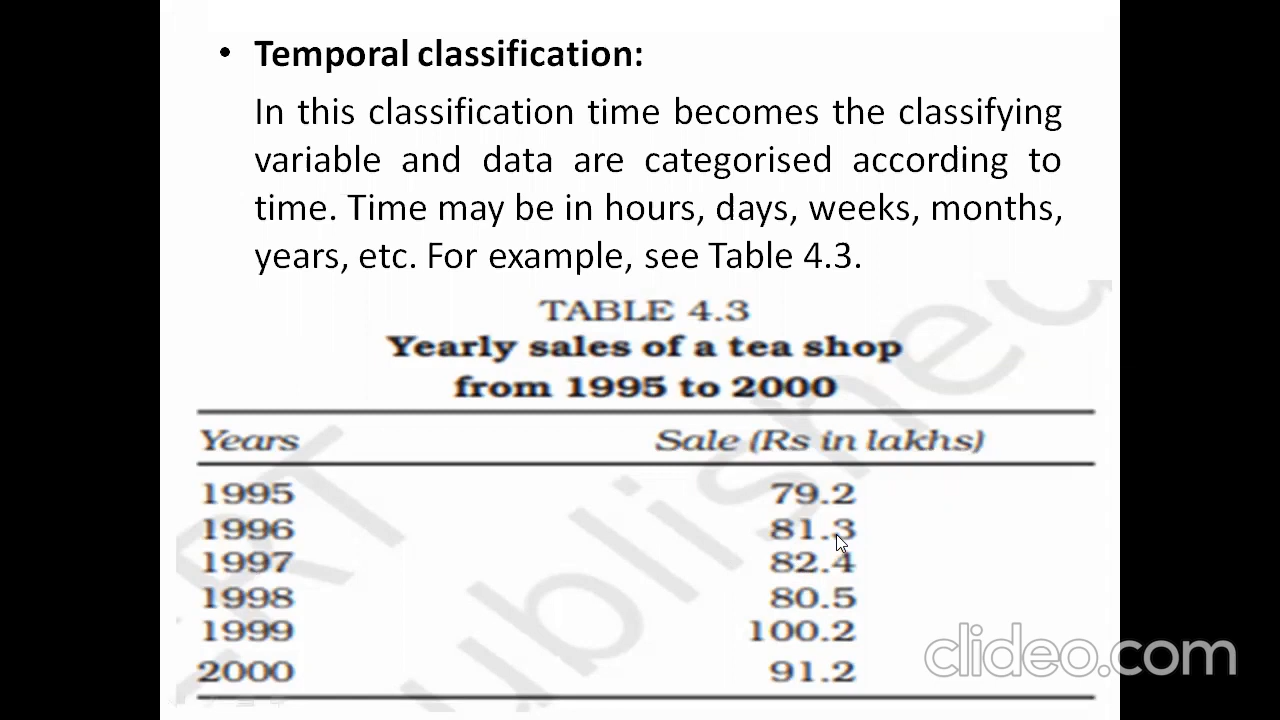 • Temporal classification:
In this classification time becomes the classifying
variable and data are categorised according to
time. Time may be in hours, days, weeks, months,
years, etc. For example, see Table 4.3.
TABLE 4.3
Yearly sales of a tea shop
from 1995 to 2000
Years Sale (Rs in lakhs)
1995 79.2
1996 81.3
1997 82.4
1998 80.5
1999 100.2
2000 91.2
clideo.com